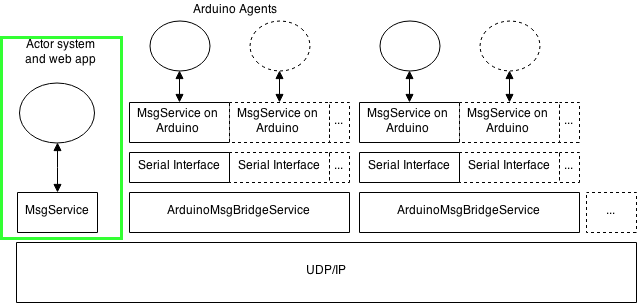 Arduino Agents
Actor system
and web app
MsgService on
Arduino
MsgService on
Arduino
...
MsgService on
Arduino
MsgService on
Arduino
...
Serial Interface
Serial Interface
...
Serial Interface
Serial Interface
...
MsgService
ArduinoMsgBridgeService
ArduinoMsgBridgeService
...
UDP/IP